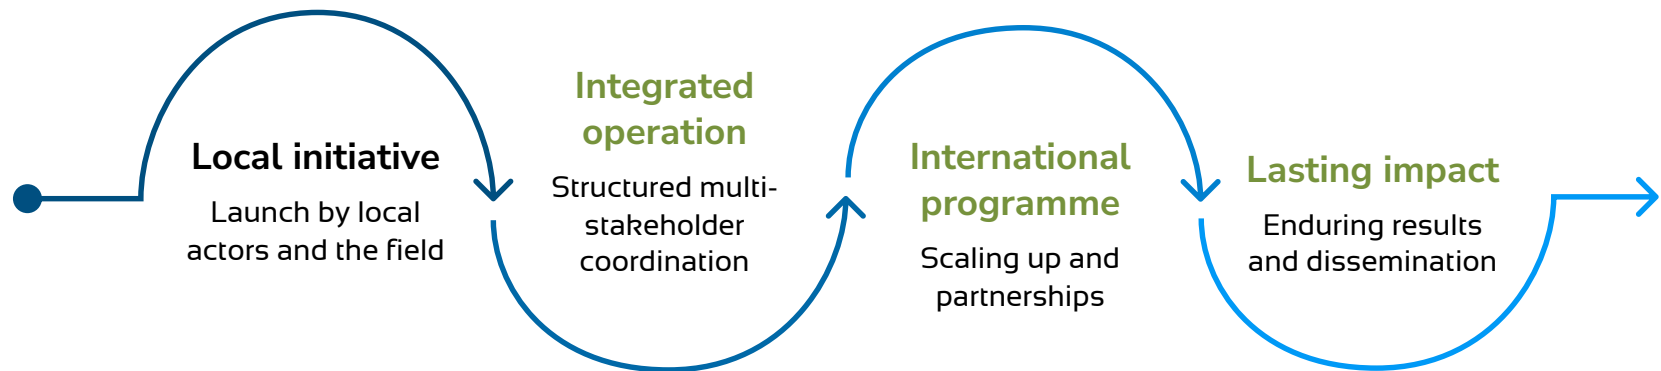 Local initiative
Launch by local
actors and the field
Integrated
operation
Structured multi-
stakeholder
coordination
International
programme
Scaling up and
partnerships
Lasting impact
Enduring results
and dissemination